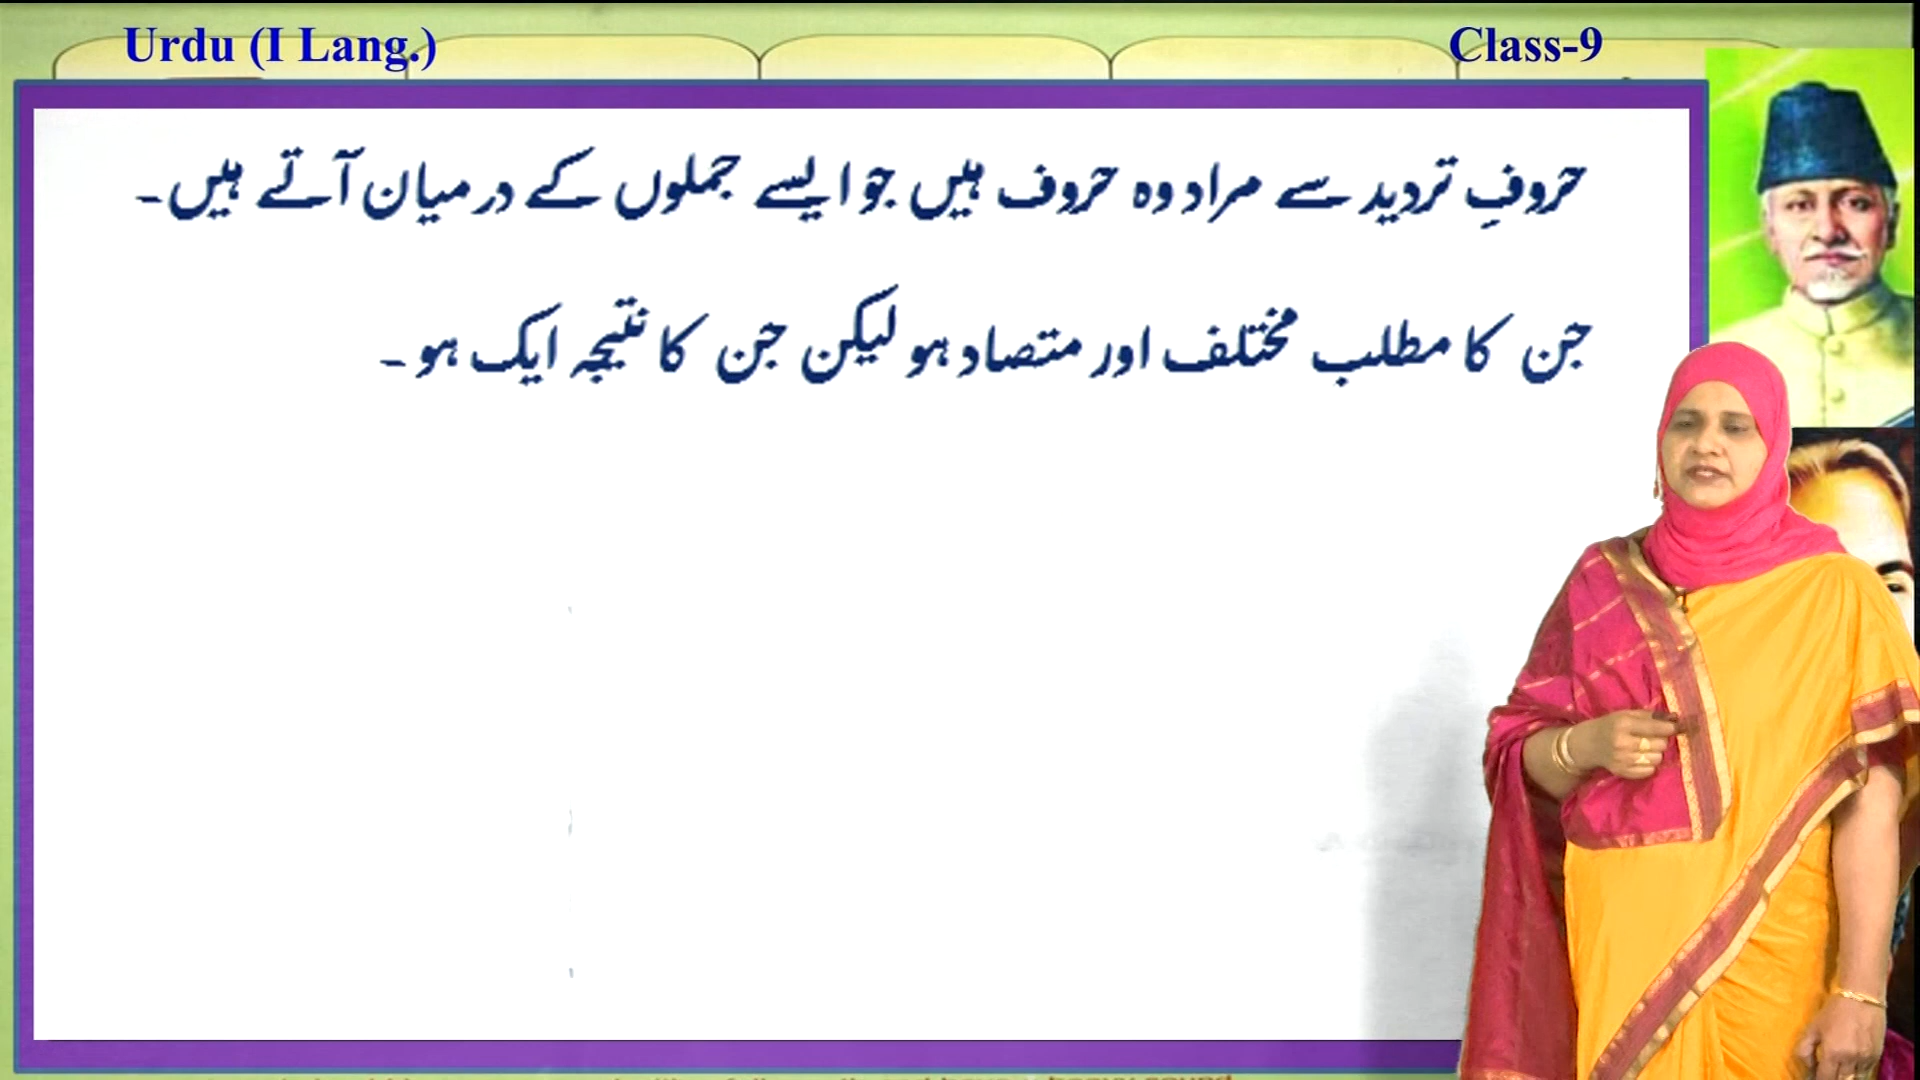 Urdu (I Lang.)
Class-9
حروفِ تردید سے مراد وہ حروف ہیں جو ایسے جملوں کے درمیان آتے ہیں۔
جن کا مطلب مختلف اور متصاد ہو لیکن جن کا نتیجہ ایک ہو۔